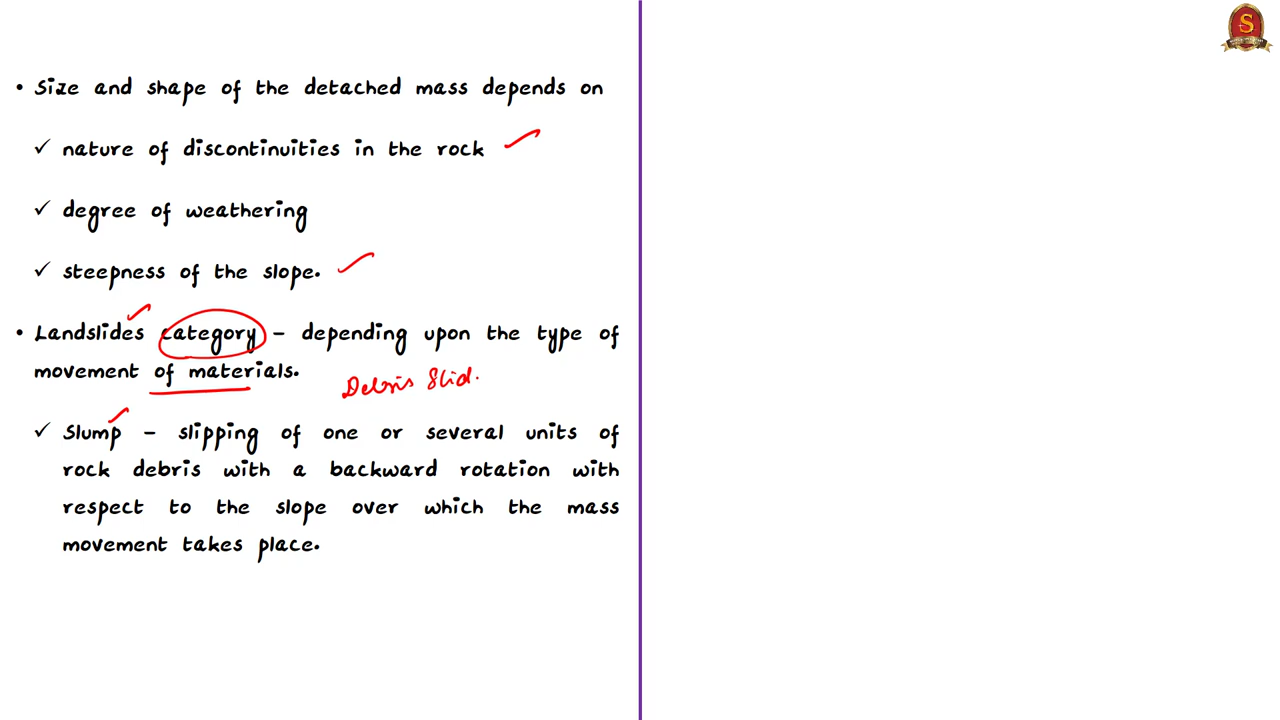 • Size and shape of the detached mass depends on
✓ nature of discontinuities in the rock
✓ degree of weathering
✓ steepness of the slope.
• Landslides category – depending upon the type of
movement of materials.
Debris Slid.
✓ Slump – slipping of one or several units of
rock debris with a backward rotation with
respect to the slope over which the mass
movement takes place.
S